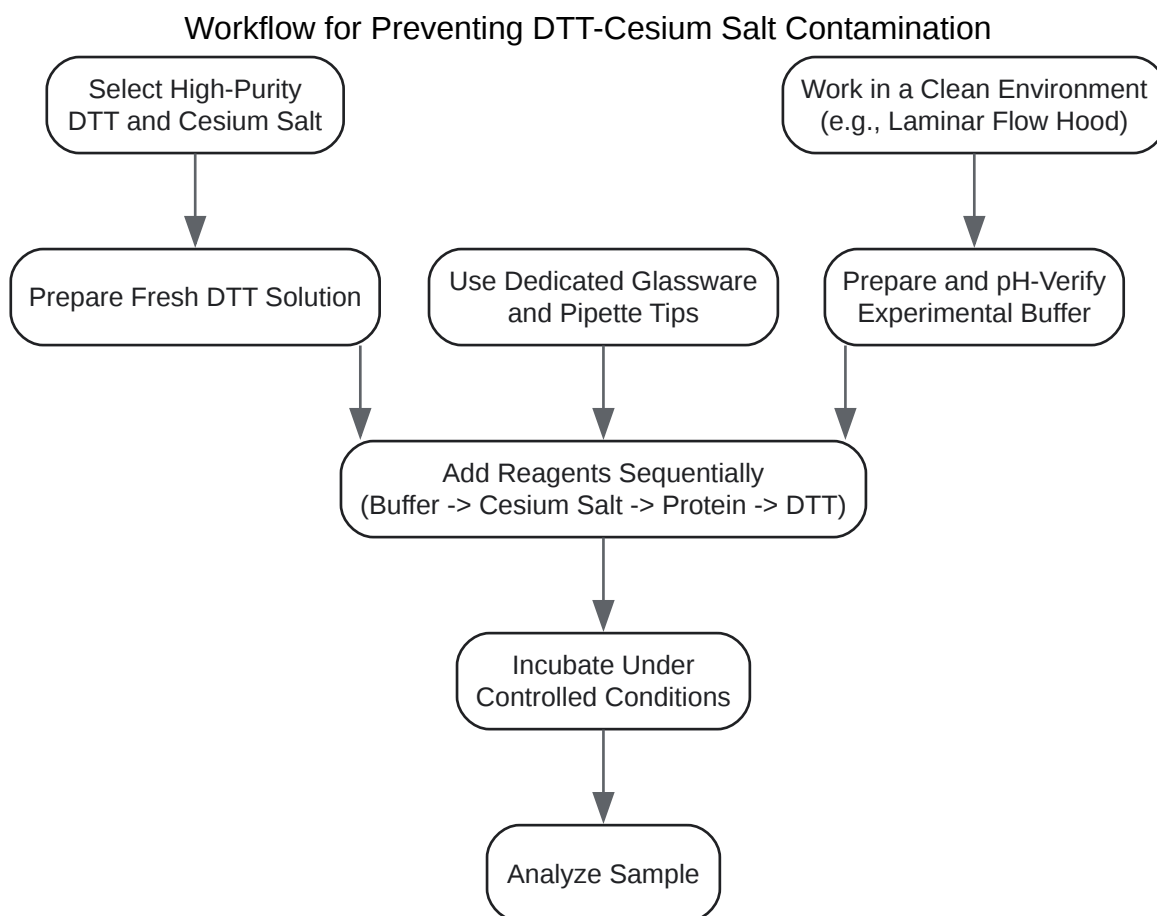 Workflow for Preventing DTT-Cesium Salt Contamination
Select High-Purity
DTT and Cesium Salt
Work in a Clean Environment
(e.g., Laminar Flow Hood)
Prepare Fresh DTT Solution
Use Dedicated Glassware
and Pipette Tips
Prepare and pH-Verify
Experimental Buffer
Add Reagents Sequentially
(Buffer -> Cesium Salt -> Protein -> DTT)
Incubate Under
Controlled Conditions
Analyze Sample